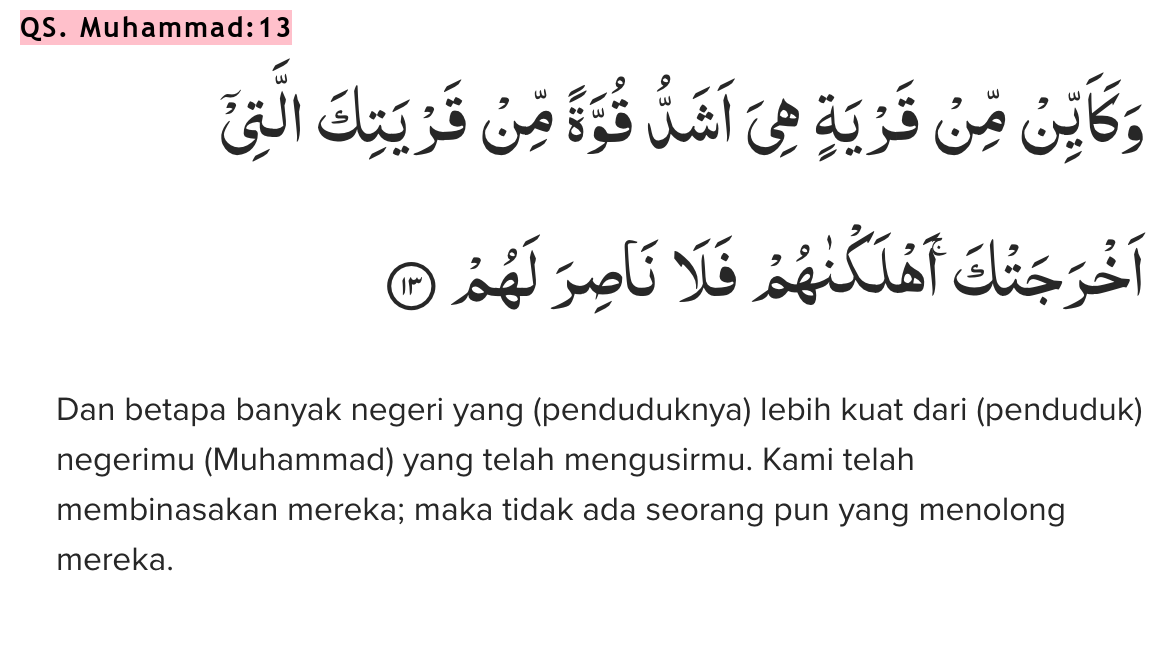 QS. Muhammad:13
وَكَاَيِّنْ مِّنْ قَرْيَةٍ هِيَ اَشَدُّ قُوَّةً مِّنْ قَرْيَتِكَ الَّتِيْٓ
اَخْرَجَتْكَۚ اَهْلَكْنٰهُمْ فَلَا نَاصِرَ لَهُمْ ۝١٣
Dan betapa banyak negeri yang (penduduknya) lebih kuat dari (penduduk)
negerimu (Muhammad) yang telah mengusirmu. Kami telah
membinasakan mereka; maka tidak ada seorang pun yang menolong
mereka.